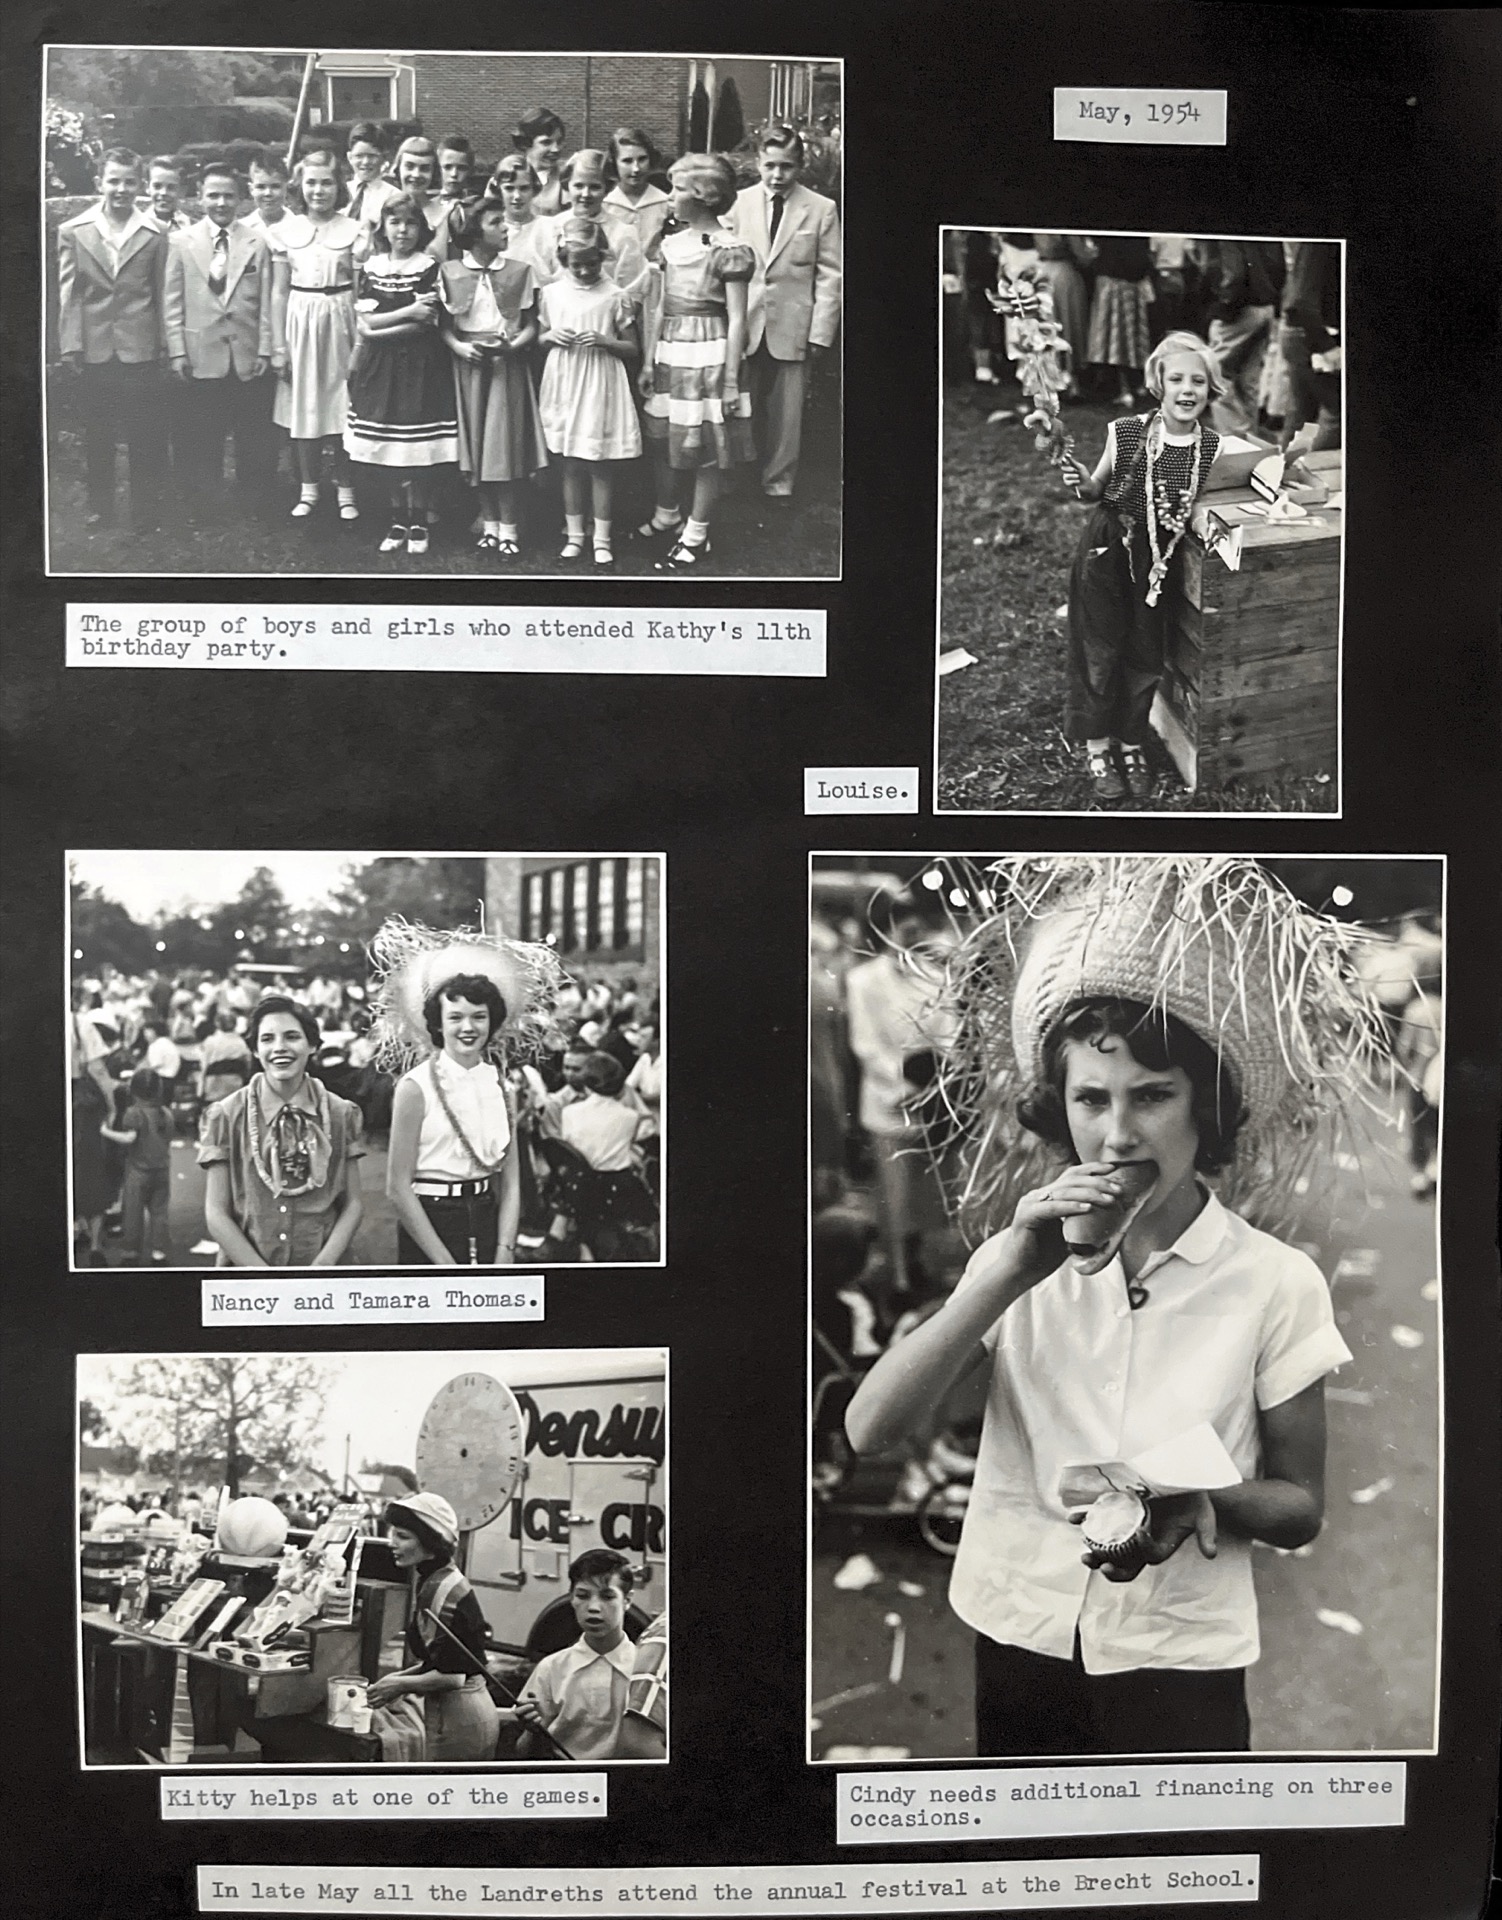 May, 1954
The group of boys and girls who attended Kathy's 11th
birthday party.
Louise.
Nancy and Tamara Thomas.
ICE CR
Kitty helps at one of the games.
Cindy needs additional financing on three
occasions.
In late May all the Landreths attend the annual festival at the Brecht School.